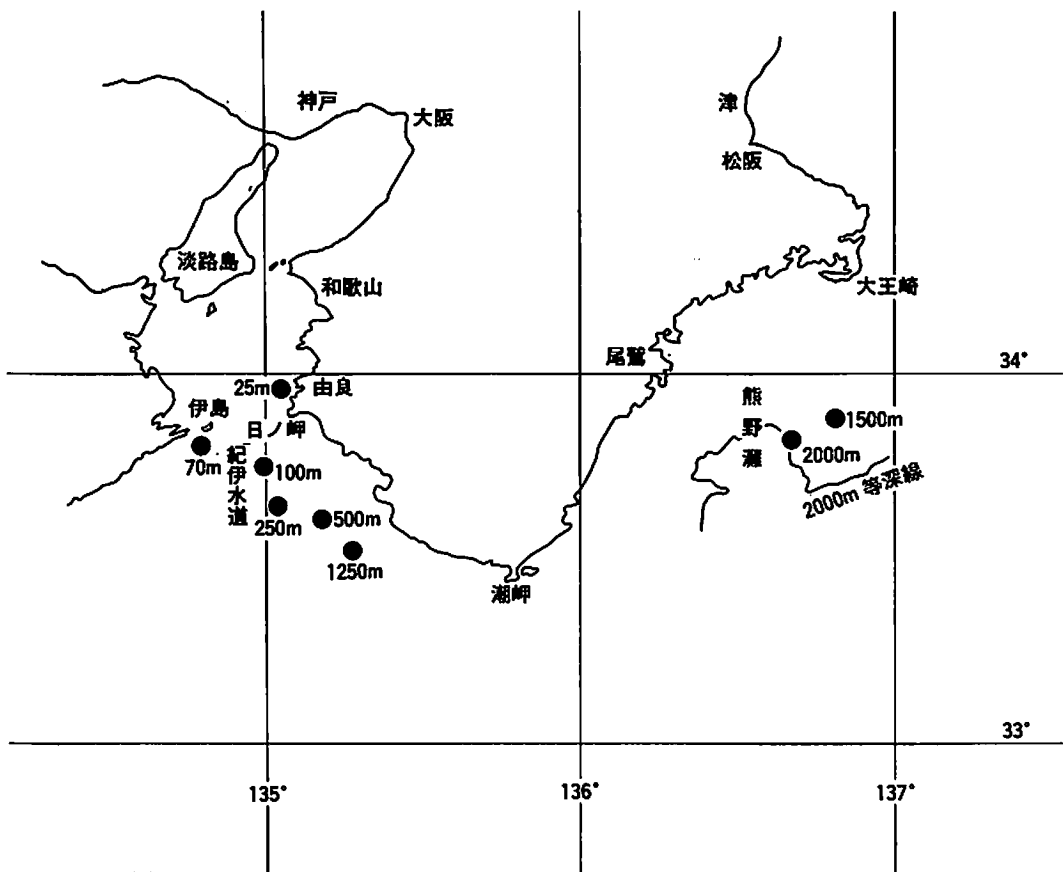 神戸
大阪
津
松阪
淡路島
和歌山
大王崎
尾鷲
34°
25m
由良
伊島
日ノ岬
熊野灘
1500m
2000m
70m
紀伊水道
100m
2000m 等深線
250m
500m
1250m
潮岬
33°
135°
136°
137°